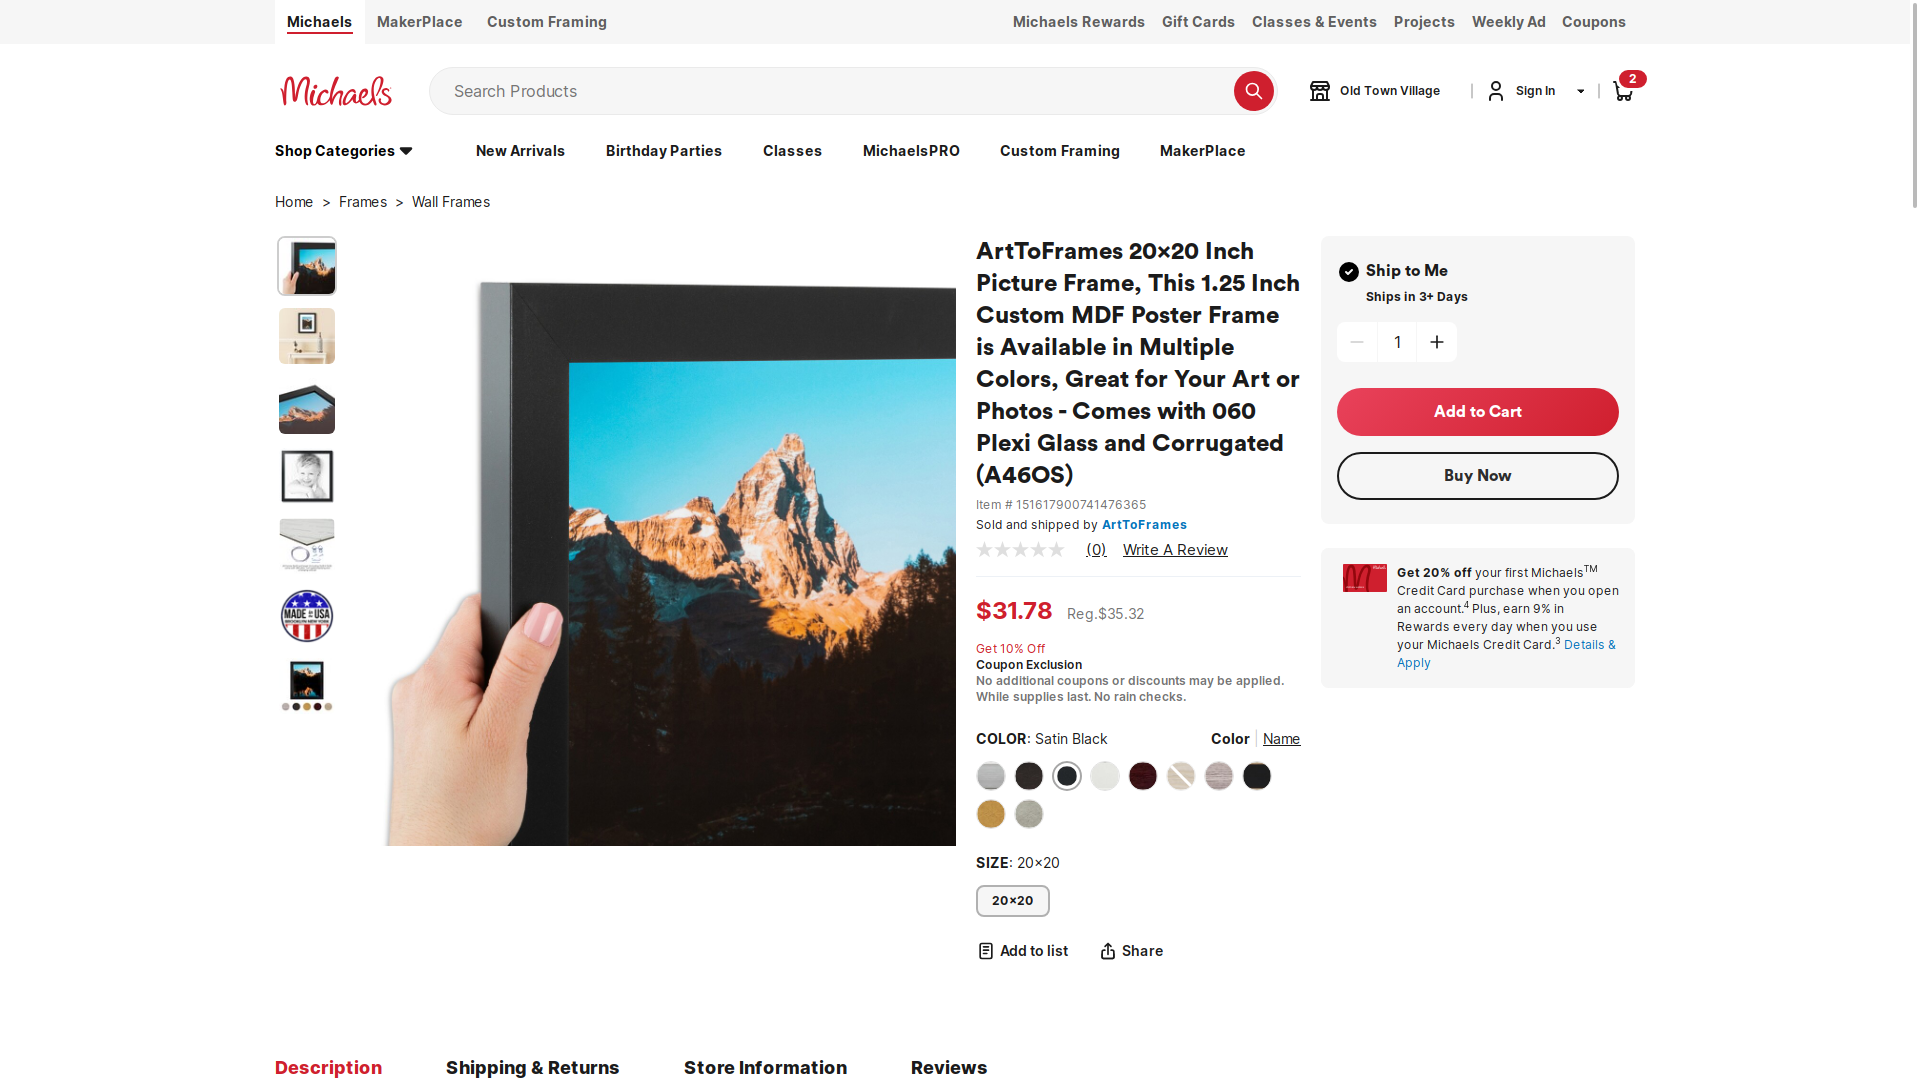 Michaels MakerPlace Custom Framing Michaels Rewards Gift Cards Classes & Events Projects Weekly Ad Coupons
Michaels
Search Products
Old Town Village
Sign In
2
Shop Categories New Arrivals Birthday Parties Classes MichaelsPRO Custom Framing MakerPlace
Home > Frames > Wall Frames
MADE IN USA
ArtToFrames 20x20 Inch
Picture Frame, This 1.25 Inch
Custom MDF Poster Frame
is Available in Multiple
Colors, Great for Your Art or
Photos - Comes with 060
Plexi Glass and Corrugated
(A46OS)
Item # 151617900741476365
Sold and shipped by ArtToFrames
(0) Write A Review
$31.78 Reg.$35.32
Get 10% Off
Coupon Exclusion
No additional coupons or discounts may be applied.
While supplies last. No rain checks.
COLOR: Satin Black Color Name
SIZE: 20x20
20x20
Add to list Share
Ship to Me
Ships in 3+ Days
1
Add to Cart
Buy Now
Get 20% off your first Michaels™
Credit Card purchase when you open
an account.⁴ Plus, earn 9% in
Rewards every day when you use
your Michaels Credit Card.³ Details &
Apply
Description Shipping & Returns Store Information Reviews